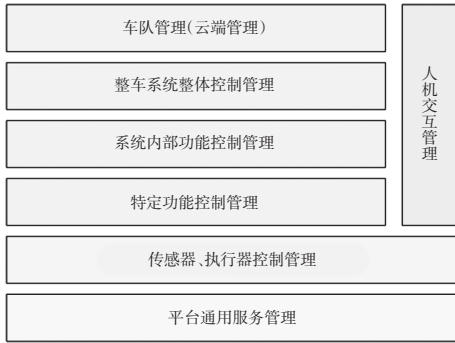 车队管理(云端管理)
整车系统整体控制管理
系统内部功能控制管理
特定功能控制管理
人机交互管理
传感器、执行器控制管理
平台通用服务管理